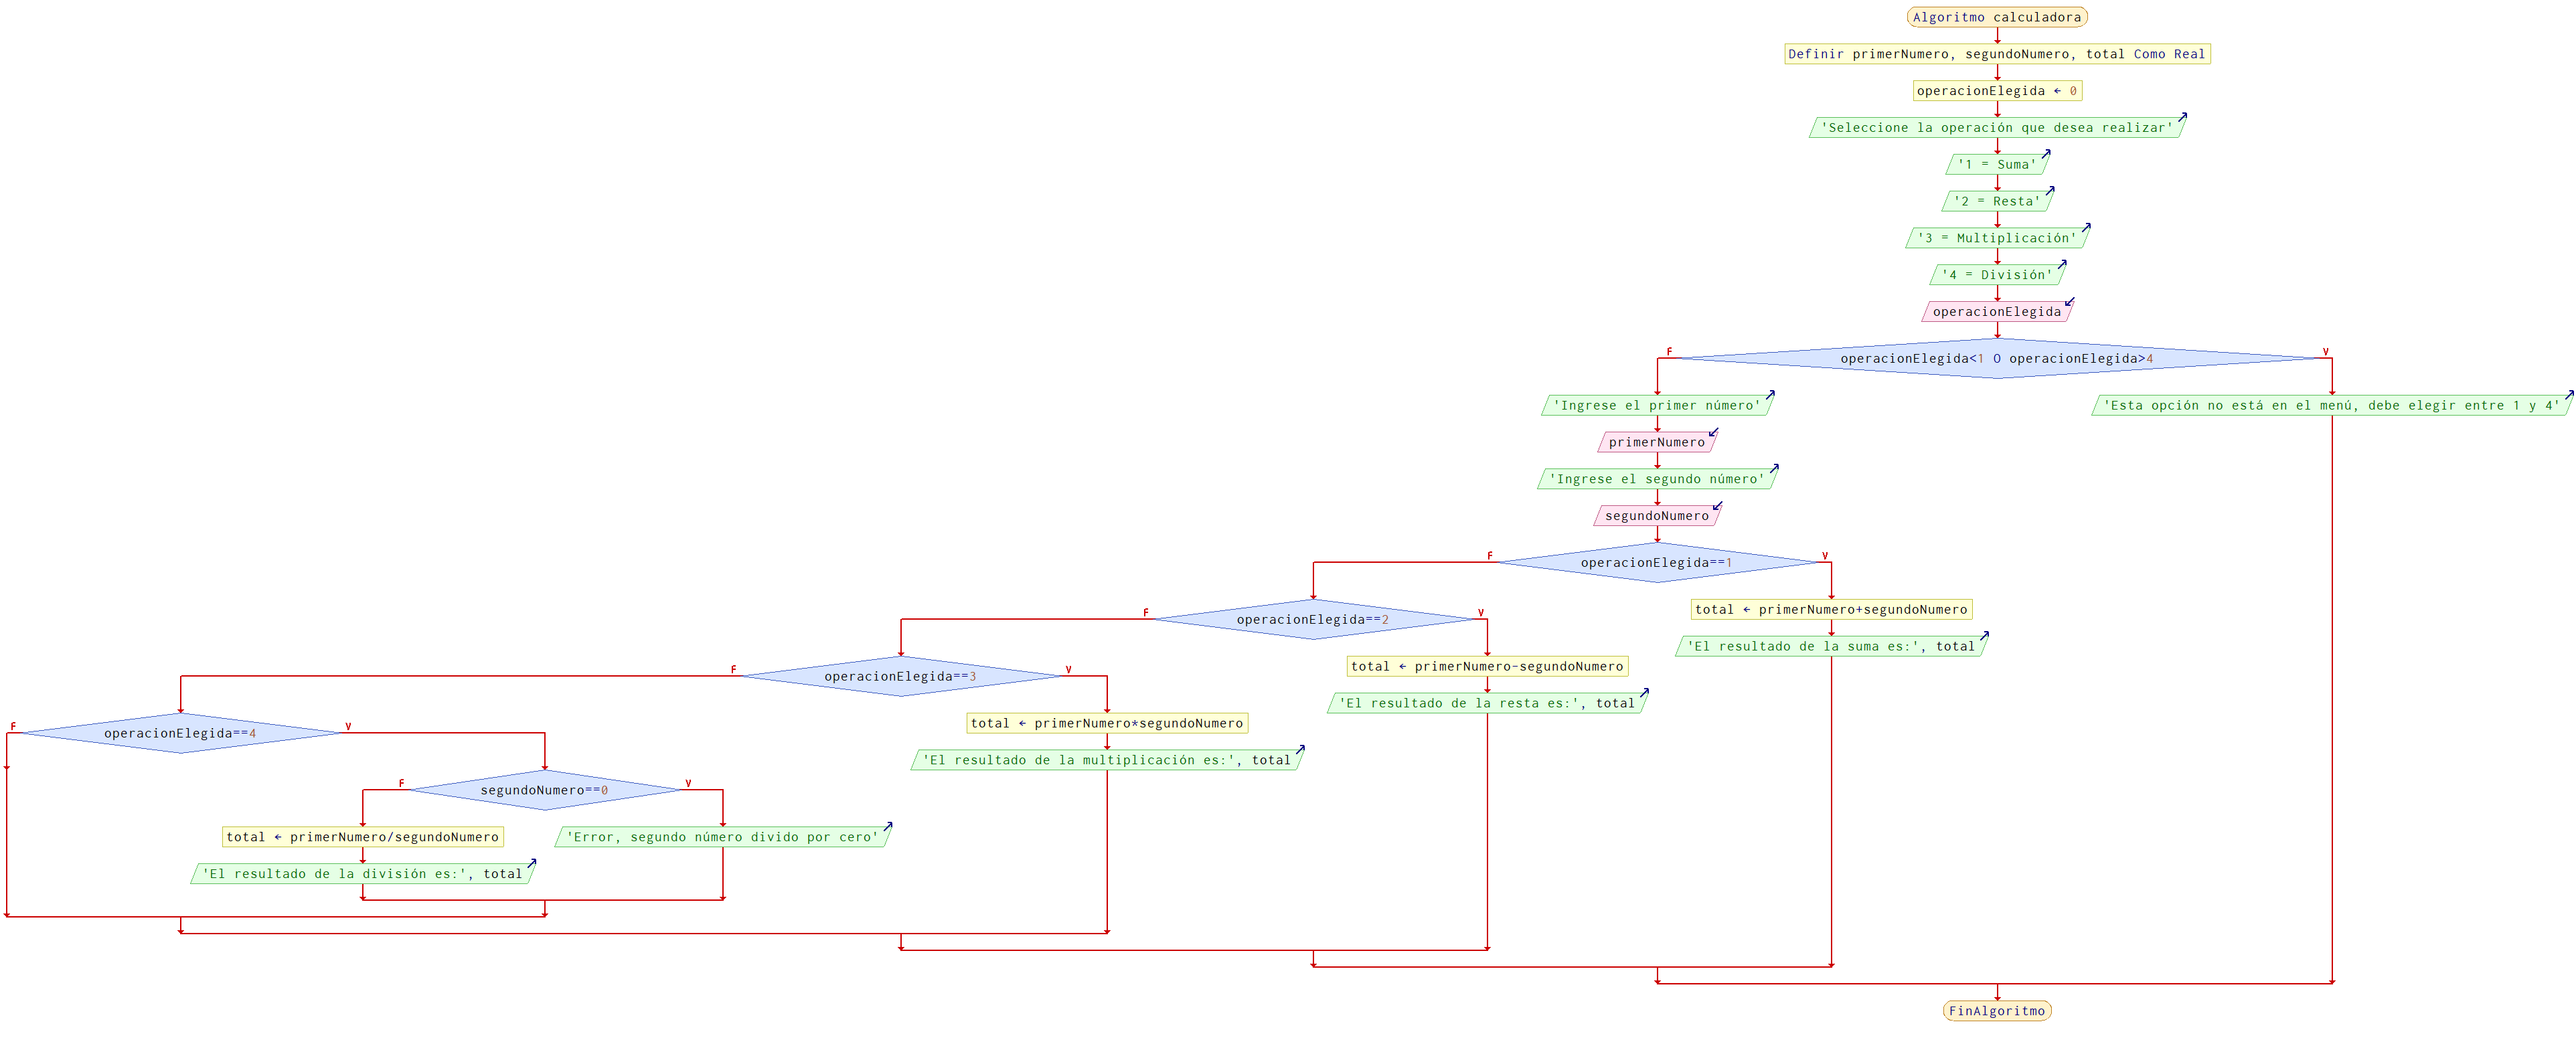 Algoritmo calculadora
Definir primerNumero, segundoNumero, total Como Real
operacionElegida ← 0
'Seleccione la operación que desea realizar'
'1 = Suma'
'2 = Resta'
'3 = Multiplicación'
'4 = División'
operacionElegida
F
operacionElegida<1 O operacionElegida>4
V
'Ingrese el primer número'
'Esta opción no está en el menú, debe elegir entre 1 y 4'
primerNumero
'Ingrese el segundo número'
segundoNumero
F
operacionElegida==1
V
F
operacionElegida==2
V
total ← primerNumero+segundoNumero
'El resultado de la suma es:', total
F
operacionElegida==3
V
total ← primerNumero-segundoNumero
'El resultado de la resta es:', total
F
operacionElegida==4
V
total ← primerNumero*segundoNumero
'El resultado de la multiplicación es:', total
F
segundoNumero==0
V
total ← primerNumero/segundoNumero
'Error, segundo número divido por cero'
'El resultado de la división es:', total
FinAlgoritmo